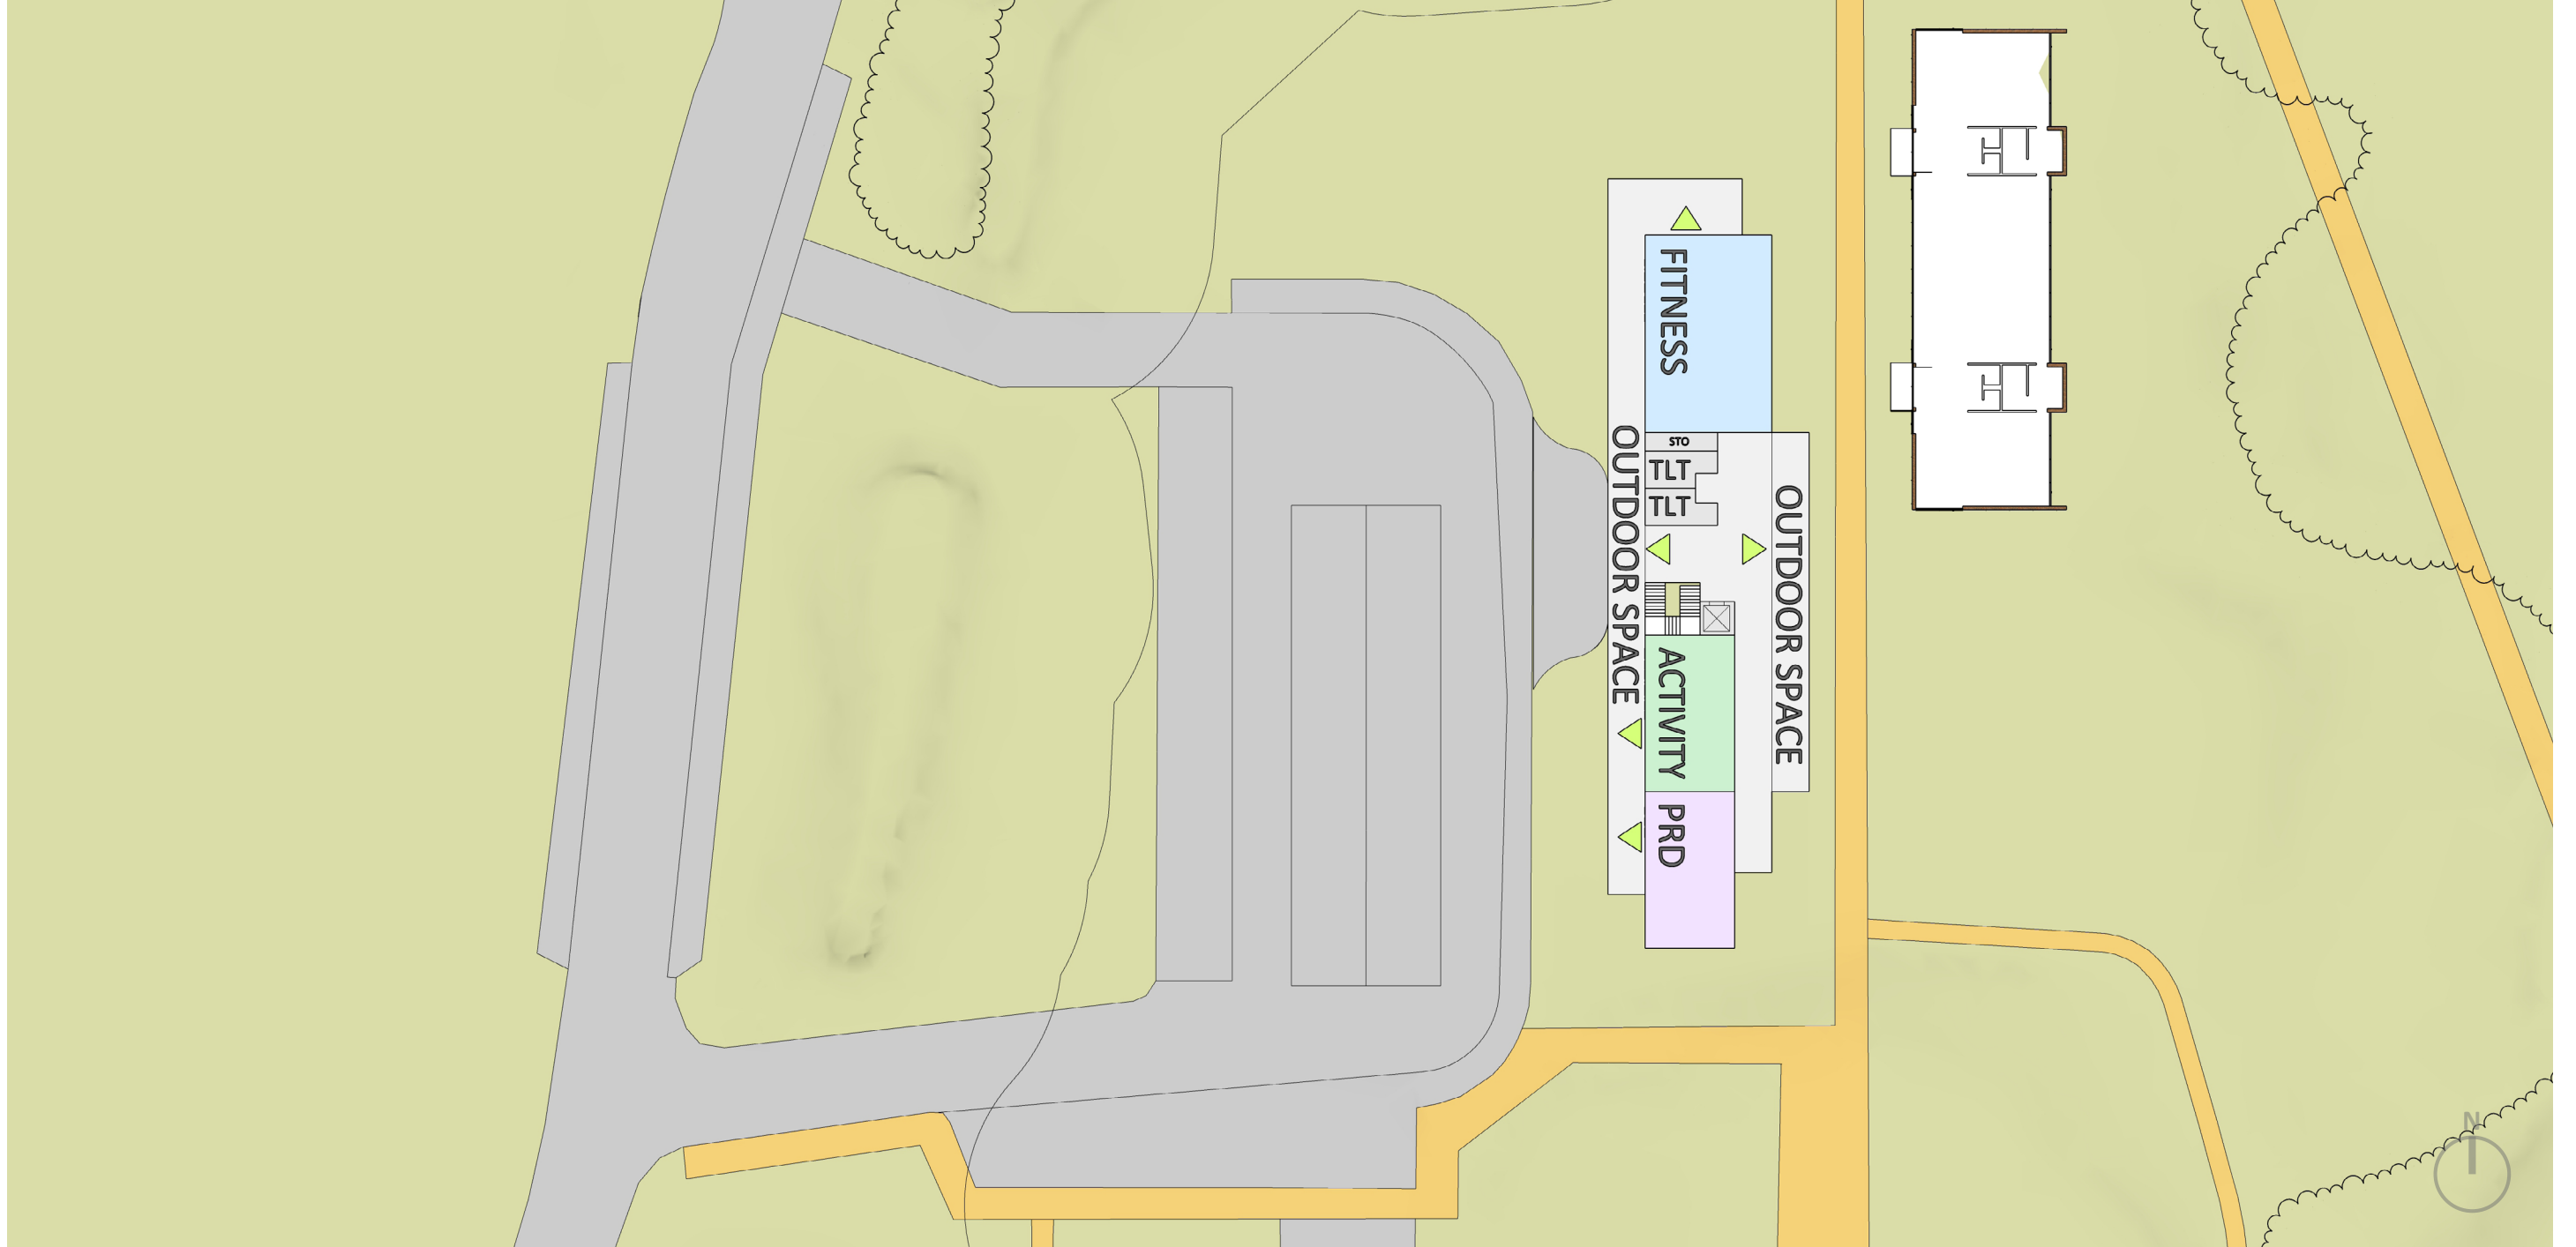 FITNESS
STO
TLT
TLT
OUTDOOR SPACE
OUTDOOR SPACE
ACTIVITY
PRD
N